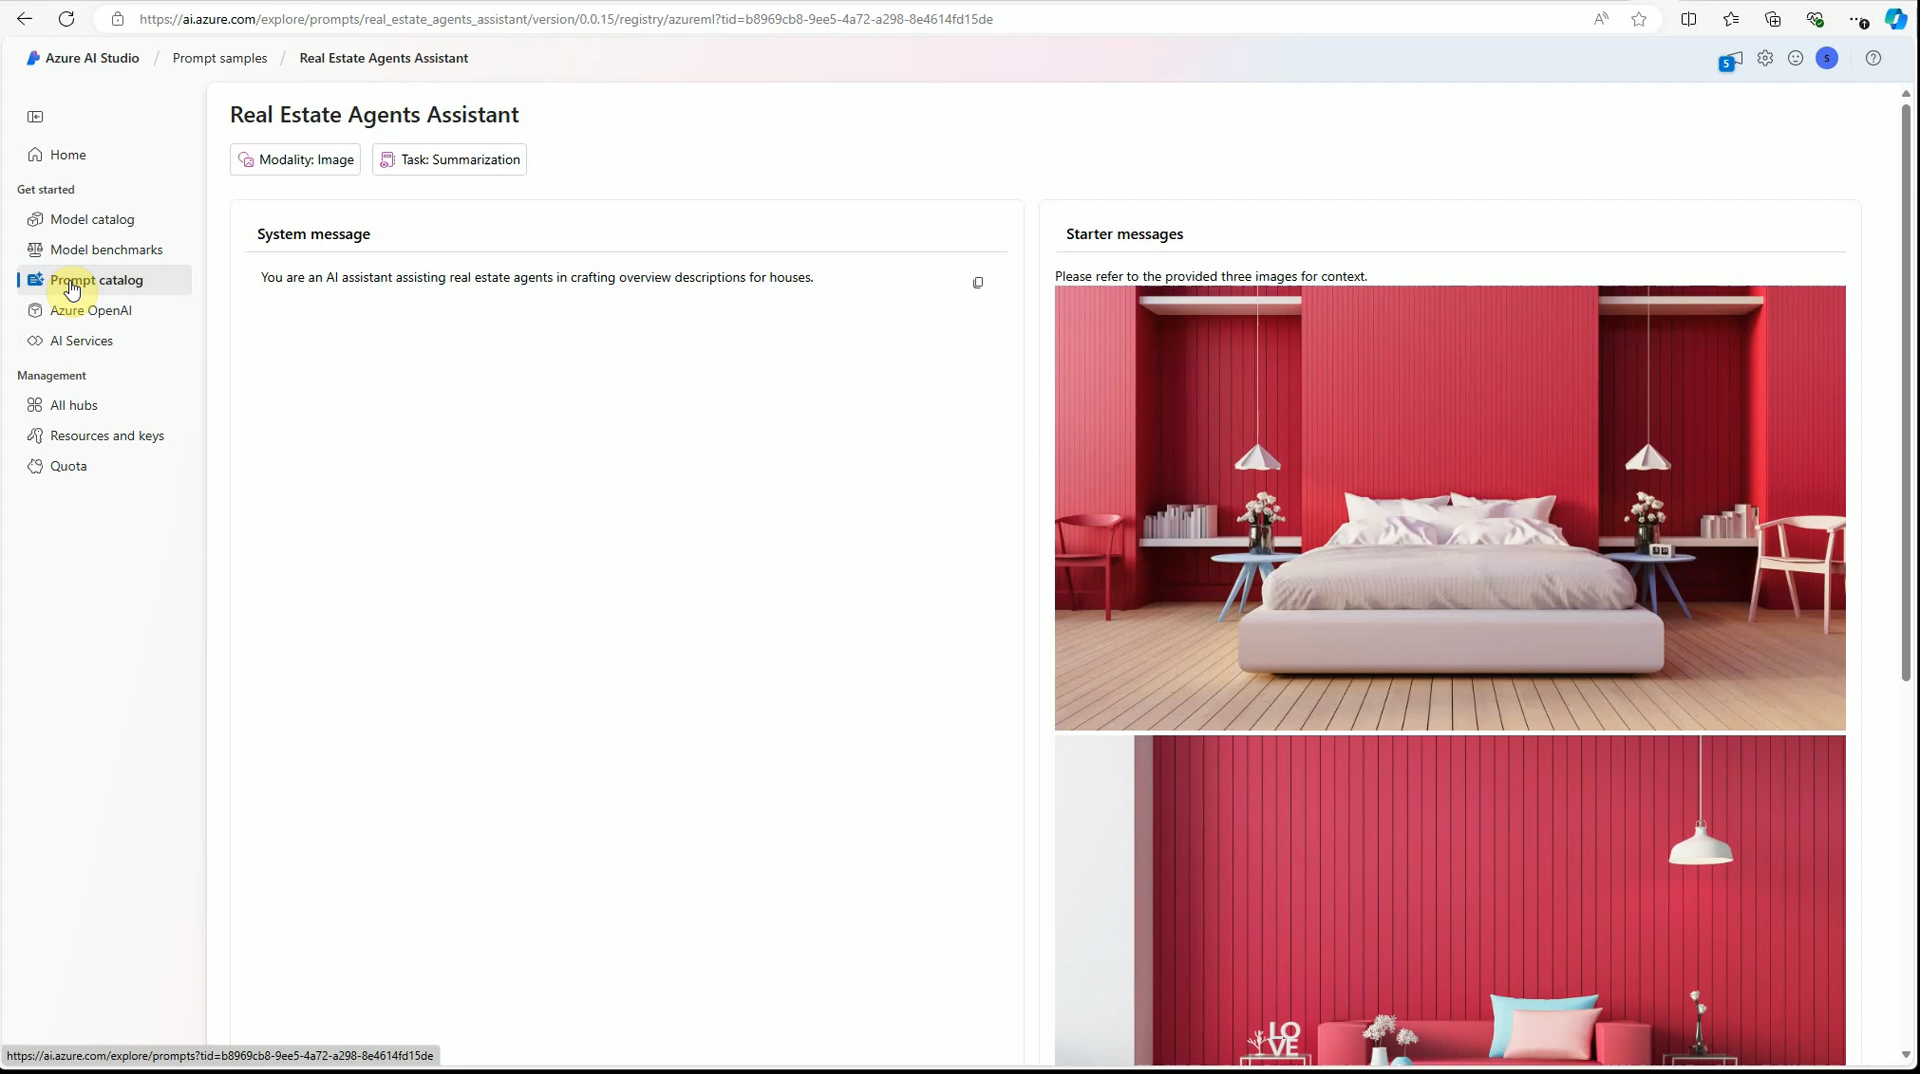 https://ai.azure.com/explore/prompts/real_estate_agents_assistant/version/0.0.15/registry/azureml?tid=b8969cb8-9ee5-4a72-a298-8e4614fd15de
Azure AI Studio / Prompt samples / Real Estate Agents Assistant
5
S
Real Estate Agents Assistant
Modality: Image
Task: Summarization
Home
Get started
Model catalog
Model benchmarks
Prompt catalog
Azure OpenAI
AI Services
Management
All hubs
Resources and keys
Quota
System message
You are an AI assistant assisting real estate agents in crafting overview descriptions for houses.
Starter messages
Please refer to the provided three images for context.
LO
VE
https://ai.azure.com/explore/prompts?tid=b8969cb8-9ee5-4a72-a298-8e4614fd15de